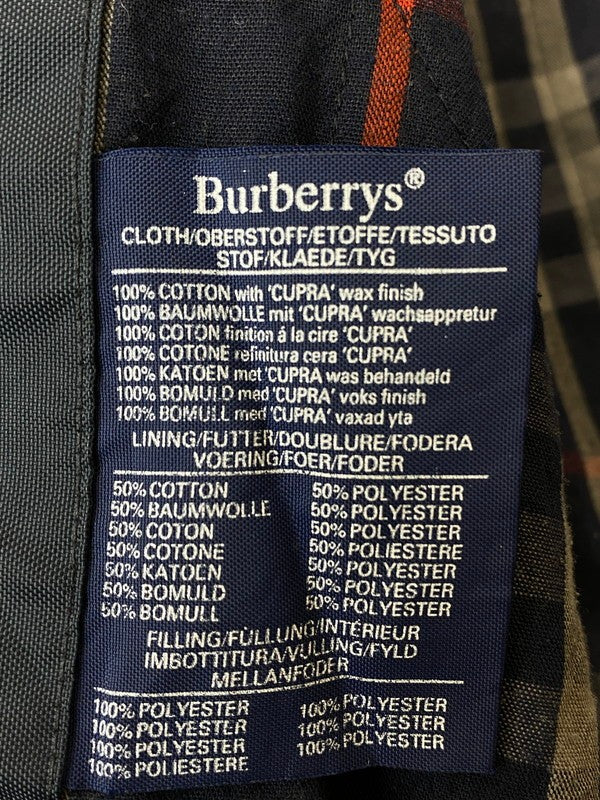 Burberrys®
CLOTH/OBERSTOFF/ETOFFE/TESSUTO
STOF/KLAEDE/TYG
100% COTTON with 'CUPRA' wax finish
100% BAUMWOLLE mit 'CUPRA' wachsappretur
100% COTON finition á la cire 'CUPRA'
100% COTONE refinitura cera 'CUPRA'
100% KATOEN met 'CUPRA was behandeld
100% BOMULD med 'CUPRA' voks finish
100% BOMULL med 'CUPRA' vaxad yta
LINING/FUTTER/DOUBLURE/FODERA
VOERING/FOER/FODER
50% COTTON 50% POLYESTER
50% BAUMWOLLE 50% POLYESTER
50% COTON 50% POLYESTER
50% COTONE 50% POLIESTERE
50% KATOEN 50% POLYESTER
50% BOMULD 50% POLYESTER
50% BOMULL 50% POLYESTER
FILLING/FÜLLUNG/INTÉRIEUR
IMBOTTITURA/VULLING/FYLD
MELLANFODER
100% POLYESTER 100% POLYESTER
100% POLYESTER 100% POLYESTER
100% POLYESTER 100% POLYESTER
100% POLIESTERE